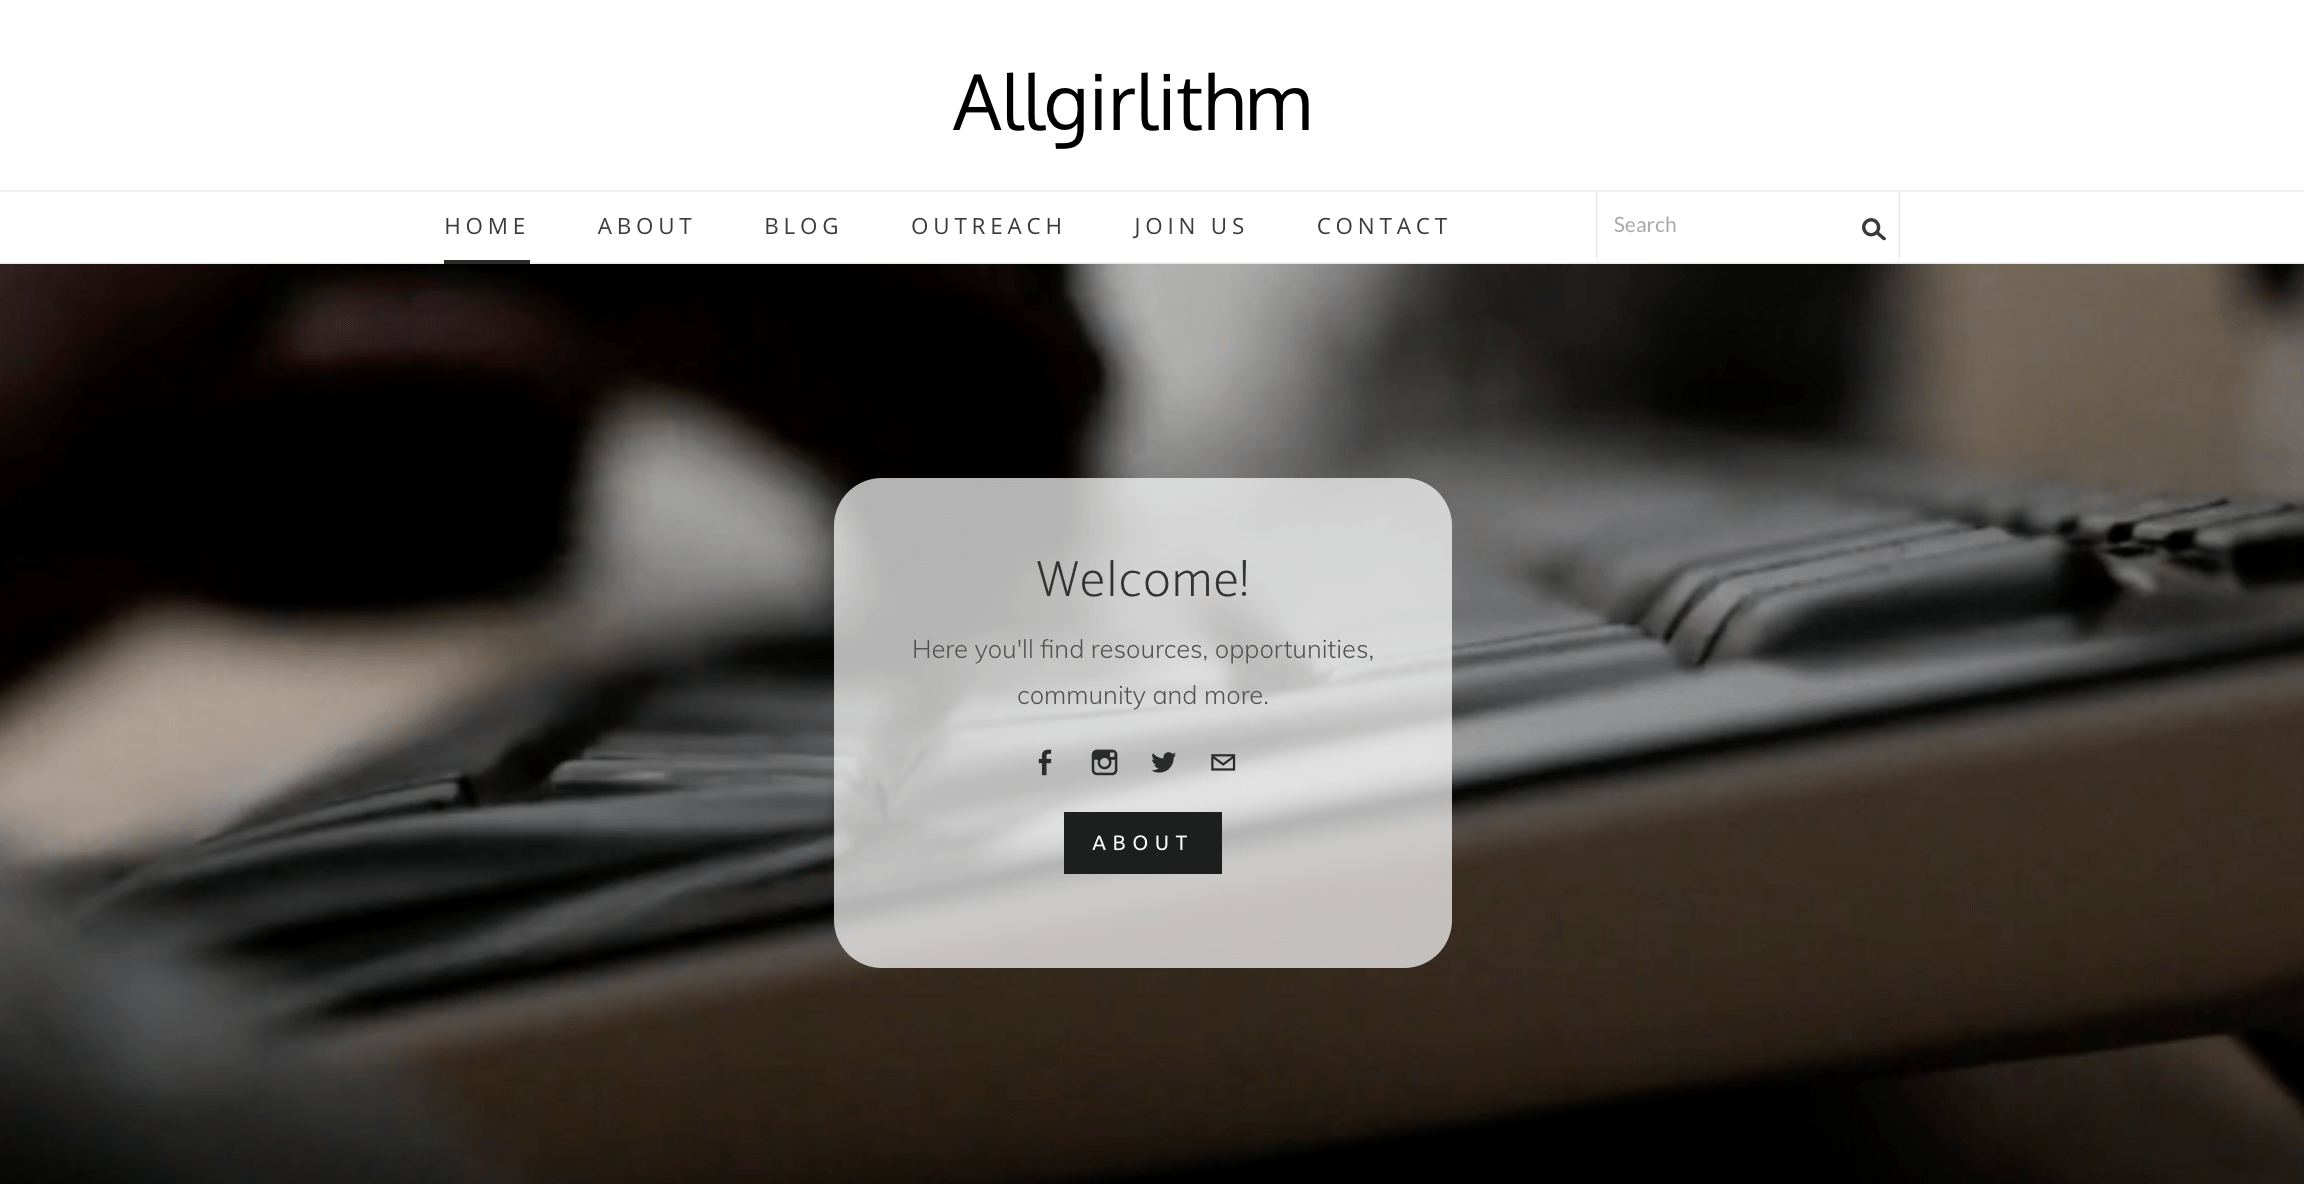 Allgirlithm
HOME ABOUT BLOG OUTREACH JOIN US CONTACT Search
Welcome!
Here you'll find resources, opportunities,
community and more.
ABOUT